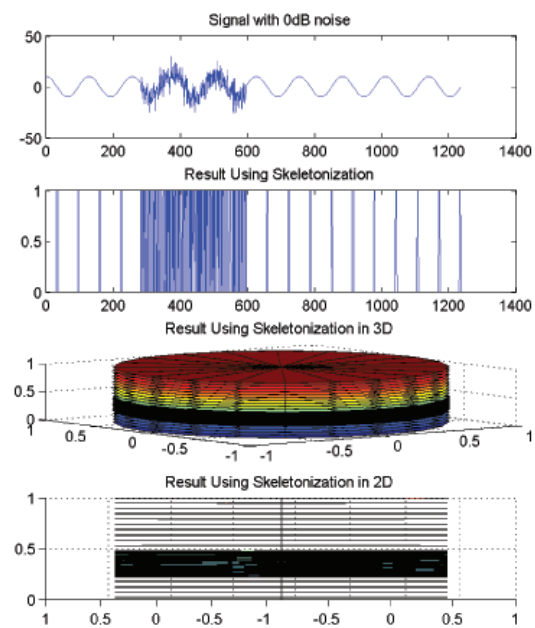 Signal with 0dB noise
50
0
-50
0 200 400 600 800 1000 1200 1400
Result Using Skeletonization
1
0.5
0
0 200 400 600 800 1000 1200 1400
Result Using Skeletonization in 3D
1
0.5
0
1 0.5 0 -0.5 -1 -1 -0.5 0 0.5 1
Result Using Skeletonization in 2D
1
0.5
0
1 0.5 0 -0.5 -1 -0.5 0 0.5 1